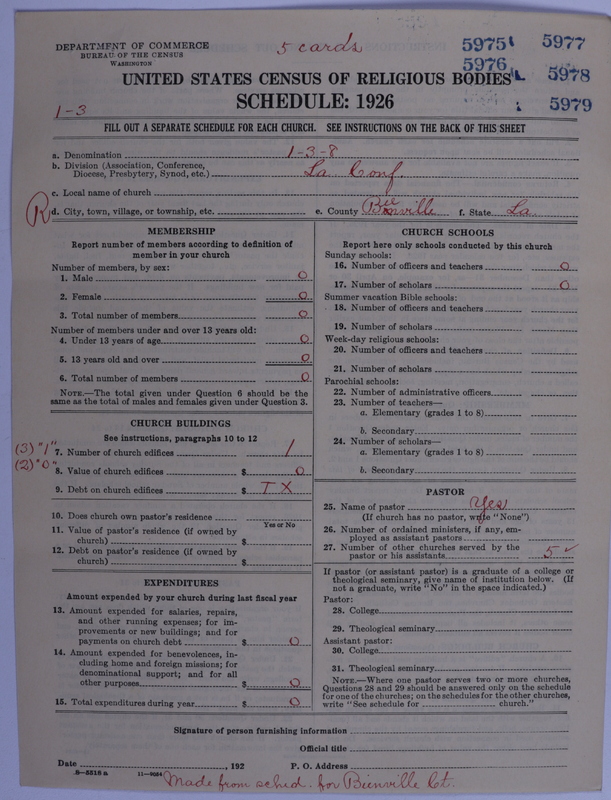 DEPARTMENT OF COMMERCE
BUREAU OF THE CENSUS
WASHINGTON
5 cards
5975 5977
5976 5978
5979
UNITED STATES CENSUS OF RELIGIOUS BODIES
SCHEDULE: 1926
1-3
FILL OUT A SEPARATE SCHEDULE FOR EACH CHURCH. SEE INSTRUCTIONS ON THE BACK OF THIS SHEET
a. Denomination 1-3-8
b. Division (Association, Conference,
Diocese, Presbytery, Synod, etc.) La Conf
c. Local name of church
R d. City, town, village, or township, etc. e. County Bienville f. State La
MEMBERSHIP
Report number of members according to definition of
member in your church
Number of members, by sex:
1. Male 0
2. Female 0
3. Total number of members 0
Number of members under and over 13 years old:
4. Under 13 years of age 0
5. 13 years old and over 0
6. Total number of members 0
NOTE.—The total given under Question 6 should be the
same as the total of males and females given under Question 3.
CHURCH BUILDINGS
See instructions, paragraphs 10 to 12
(3) "1"
7. Number of church edifices 1
(2) "0"
8. Value of church edifices $ 0
9. Debt on church edifices $ T X
10. Does church own pastor's residence
Yes or No
11. Value of pastor's residence (if owned by
church) $
12. Debt on pastor's residence (if owned by
church) $
EXPENDITURES
Amount expended by your church during last fiscal year
13. Amount expended for salaries, repairs,
and other running expenses; for im-
provements or new buildings; and for
payments on church debt $ 0
14. Amount expended for benevolences, in-
cluding home and foreign missions; for
denominational support; and for all
other purposes $ 0
15. Total expenditures during year $ 0
CHURCH SCHOOLS
Report here only schools conducted by this church
Sunday schools:
16. Number of officers and teachers 0
17. Number of scholars 0
Summer vacation Bible schools:
18. Number of officers and teachers
19. Number of scholars
Week-day religious schools:
20. Number of officers and teachers
21. Number of scholars
Parochial schools:
22. Number of administrative officers
23. Number of teachers—
a. Elementary (grades 1 to 8)
b. Secondary
24. Number of scholars—
a. Elementary (grades 1 to 8)
b. Secondary
PASTOR
25. Name of pastor Yes
(If church has no pastor, write "None")
26. Number of ordained ministers, if any, em-
ployed as assistant pastors
27. Number of other churches served by the
pastor or his assistants 5 ✓
If pastor (or assistant pastor) is a graduate of a college or
theological seminary, give name of institution below. (If
not a graduate, write "No" in the space indicated.)
Pastor:
28. College
29. Theological seminary
Assistant pastor:
30. College
31. Theological seminary
NOTE.—Where one pastor serves two or more churches,
Questions 28 and 29 should be answered only on the schedule
for one of the churches; on the schedules for the other churches,
write "See schedule for church."
Signature of person furnishing information
Official title
Date , 192 P. O. Address
8-5318 a 11-9054
Made from sched. for Bienville Ct.